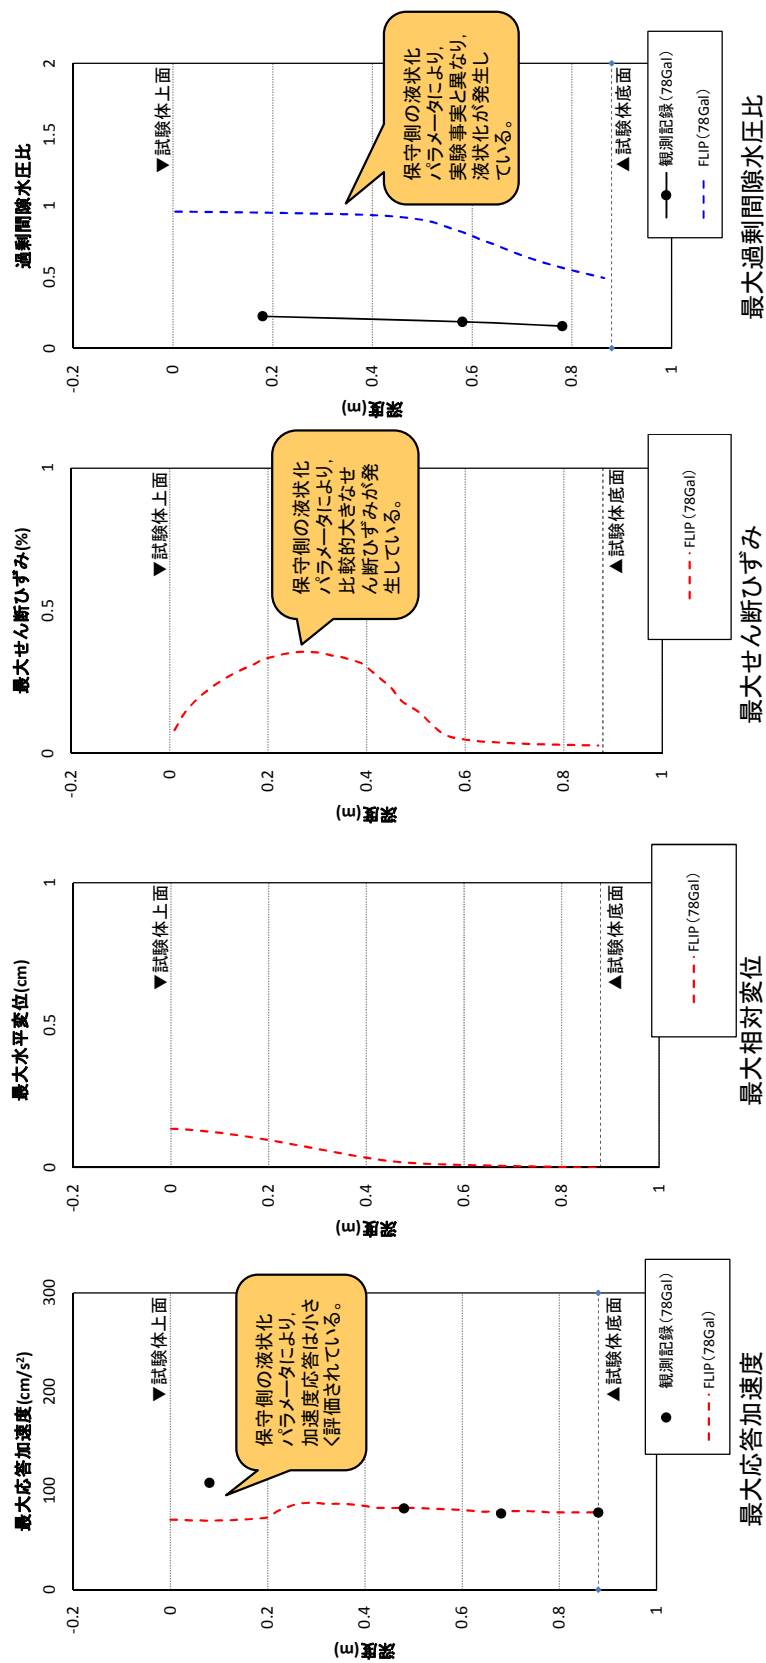 最大応答加速度(cm/s²)
0
100
200
300
-0.2
0
0.2
0.4
0.6
0.8
1
深度(m)
▼試験体上面
保守側の液状化
パラメータにより,
加速度応答は小さ
く評価されている。
▲試験体底面
観測記録(78Gal)
FLIP(78Gal)
最大応答加速度
最大水平変位(cm)
0
0.5
1
-0.2
0
0.2
0.4
0.6
0.8
1
深度(m)
▼試験体上面
▲試験体底面
FLIP(78Gal)
最大相対変位
最大せん断ひずみ(%)
0
0.5
1
-0.2
0
0.2
0.4
0.6
0.8
1
深度(m)
▼試験体上面
保守側の液状化
パラメータにより,
比較的大きなせ
ん断ひずみが発
生している。
▲試験体底面
FLIP(78Gal)
最大せん断ひずみ
過剰間隙水圧比
0
0.5
1
1.5
2
-0.2
0
0.2
0.4
0.6
0.8
1
深度(m)
▼試験体上面
保守側の液状化
パラメータにより,
実験事実と異なり,
液状化が発生し
ている。
▲試験体底面
観測記録(78Gal)
FLIP(78Gal)
最大過剰間隙水圧比